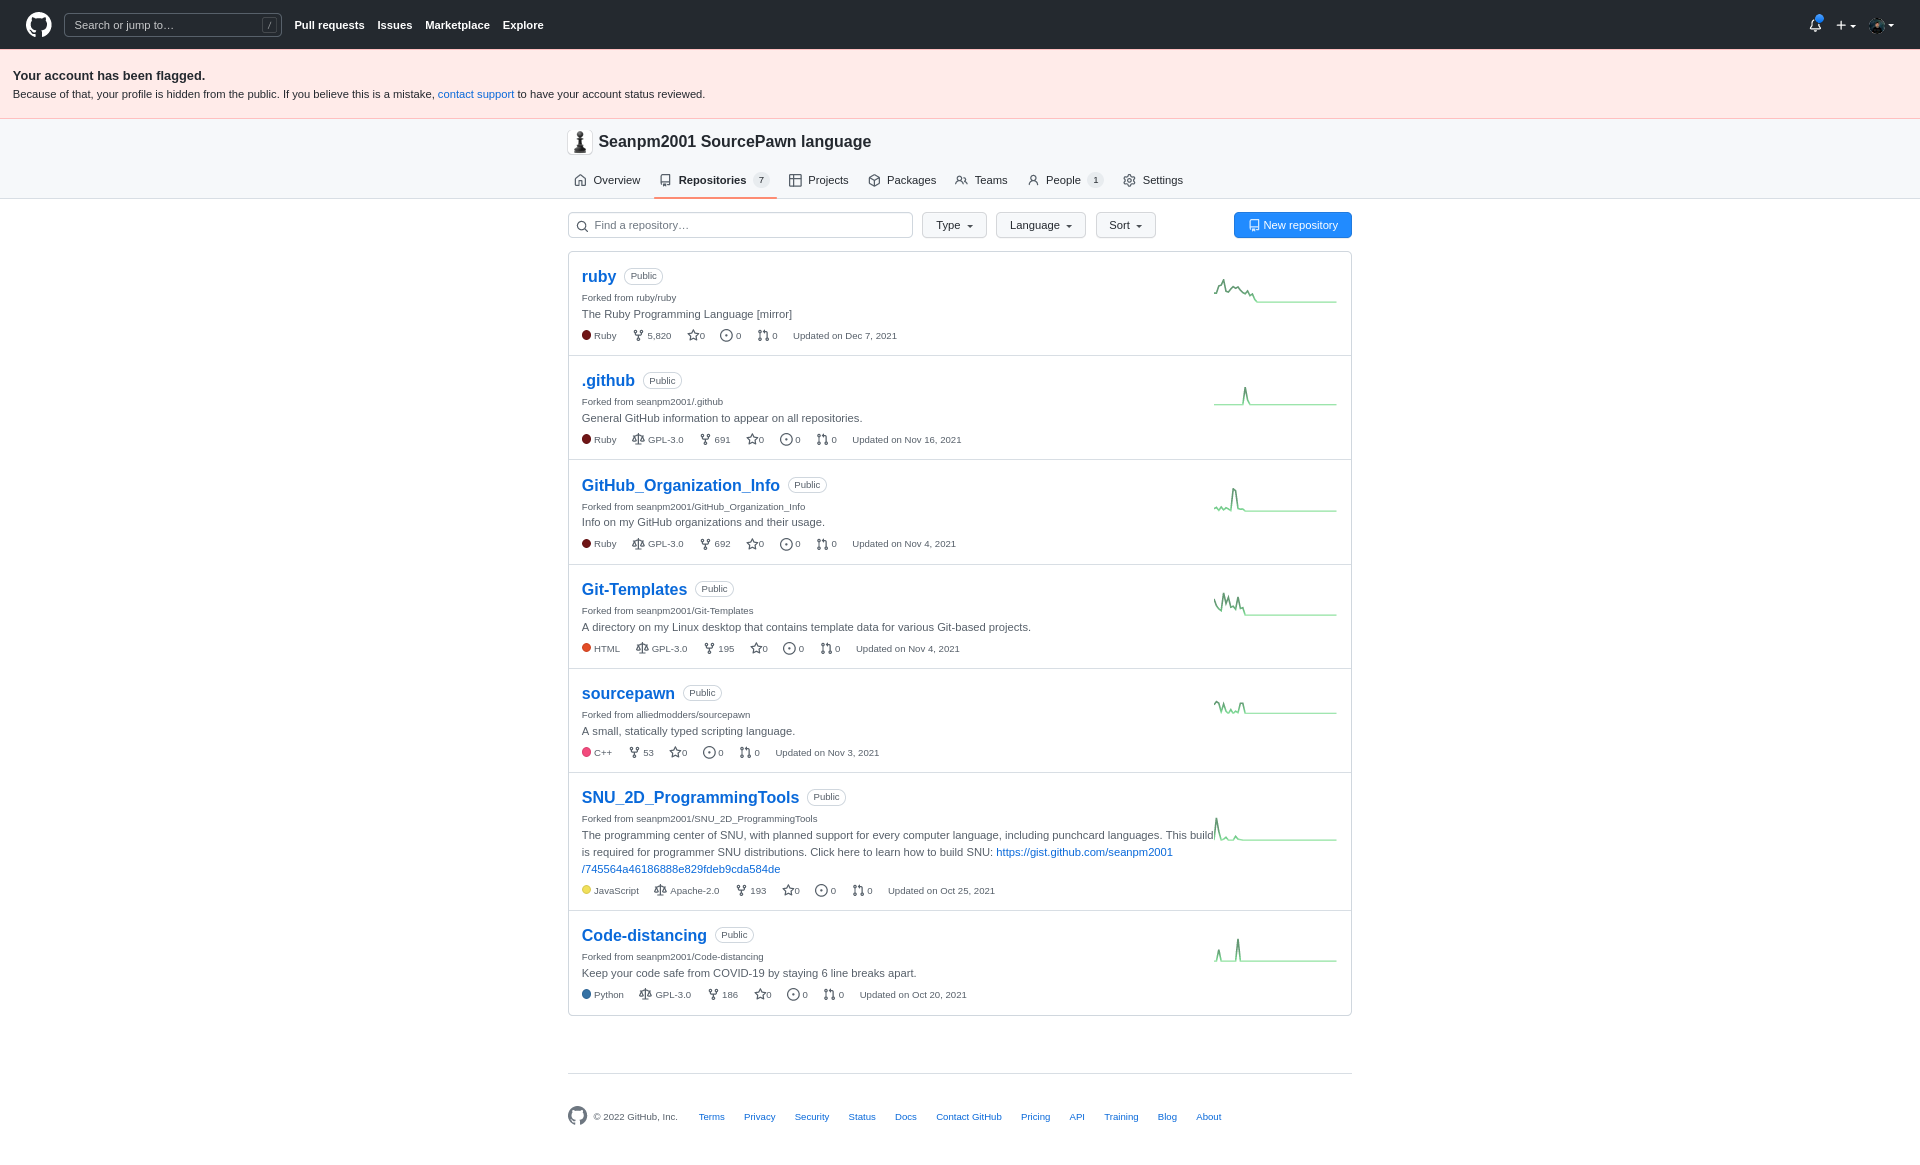 Search or jump to… /
Pull requests Issues Marketplace Explore
Your account has been flagged.
Because of that, your profile is hidden from the public. If you believe this is a mistake, contact support to have your account status reviewed.
Seanpm2001 SourcePawn language
Overview Repositories 7 Projects Packages Teams People 1 Settings
Find a repository… Type Language Sort New repository
ruby Public
Forked from ruby/ruby
The Ruby Programming Language [mirror]
Ruby 5,820 0 0 0 Updated on Dec 7, 2021
.github Public
Forked from seanpm2001/.github
General GitHub information to appear on all repositories.
Ruby GPL-3.0 691 0 0 0 Updated on Nov 16, 2021
GitHub_Organization_Info Public
Forked from seanpm2001/GitHub_Organization_Info
Info on my GitHub organizations and their usage.
Ruby GPL-3.0 692 0 0 0 Updated on Nov 4, 2021
Git-Templates Public
Forked from seanpm2001/Git-Templates
A directory on my Linux desktop that contains template data for various Git-based projects.
HTML GPL-3.0 195 0 0 0 Updated on Nov 4, 2021
sourcepawn Public
Forked from alliedmodders/sourcepawn
A small, statically typed scripting language.
C++ 53 0 0 0 Updated on Nov 3, 2021
SNU_2D_ProgrammingTools Public
Forked from seanpm2001/SNU_2D_ProgrammingTools
The programming center of SNU, with planned support for every computer language, including punchcard languages. This build
is required for programmer SNU distributions. Click here to learn how to build SNU: https://gist.github.com/seanpm2001
/745564a46186888e829fdeb9cda584de
JavaScript Apache-2.0 193 0 0 0 Updated on Oct 25, 2021
Code-distancing Public
Forked from seanpm2001/Code-distancing
Keep your code safe from COVID-19 by staying 6 line breaks apart.
Python GPL-3.0 186 0 0 0 Updated on Oct 20, 2021
© 2022 GitHub, Inc. Terms Privacy Security Status Docs Contact GitHub Pricing API Training Blog About